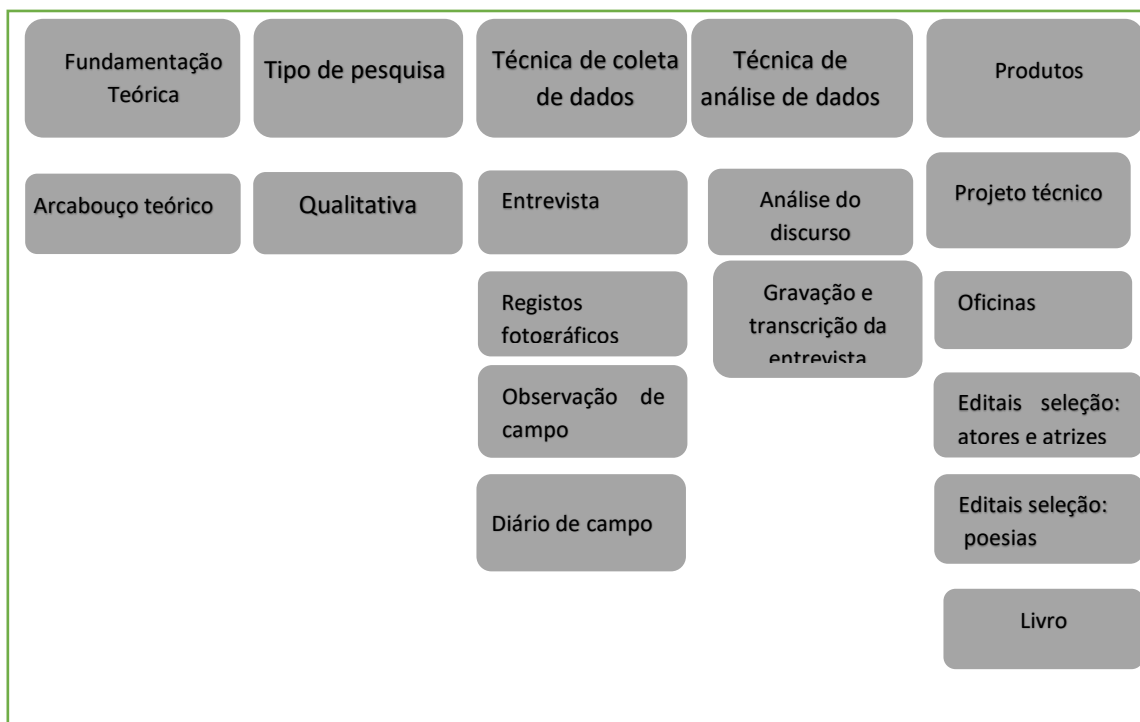 Fundamentação
Teórica
Tipo de pesquisa
Técnica de coleta
de dados
Técnica de
análise de dados
Produtos
Arcabouço teórico
Qualitativa
Entrevista
Registos
fotográficos
Observação de
campo
Diário de campo
Análise do
discurso
Gravação e
transcrição da
entrevista
Projeto técnico
Oficinas
Editais seleção:
atores e atrizes
Editais seleção:
poesias
Livro